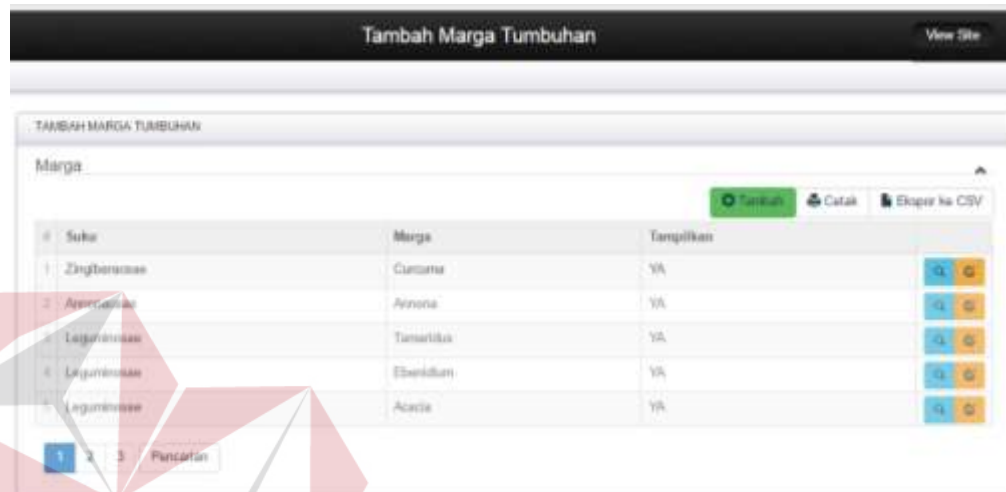 Tambah Marga Tumbuhan View Site
TAMBAH MARGA TUMBUHAN
Marga
Tambah Cetak Ekspor ke CSV
# Suku Marga Tampilkan
1 Zingiberaceae Curcuma YA
2 Annonaceae Annona YA
3 Leguminosae YA
4 Leguminosae YA
5 Leguminosae Acacia YA
1 2 3 Pencarian